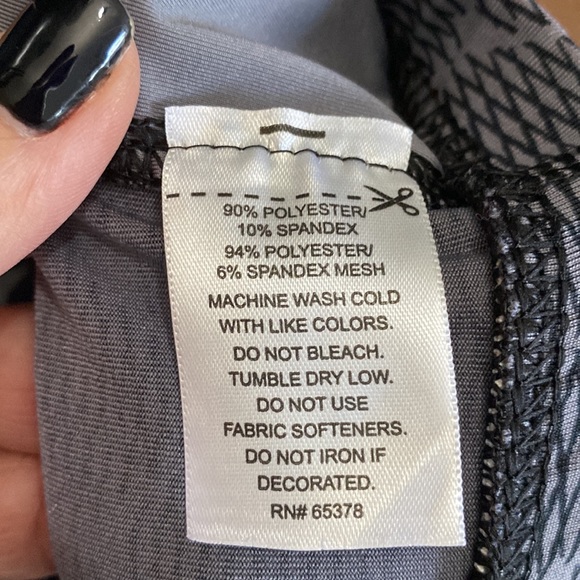 90% POLYESTER/
10% SPANDEX
94% POLYESTER/
6% SPANDEX MESH
MACHINE WASH COLD
WITH LIKE COLORS.
DO NOT BLEACH.
TUMBLE DRY LOW.
DO NOT USE
FABRIC SOFTENERS.
DO NOT IRON IF
DECORATED.
RN# 65378